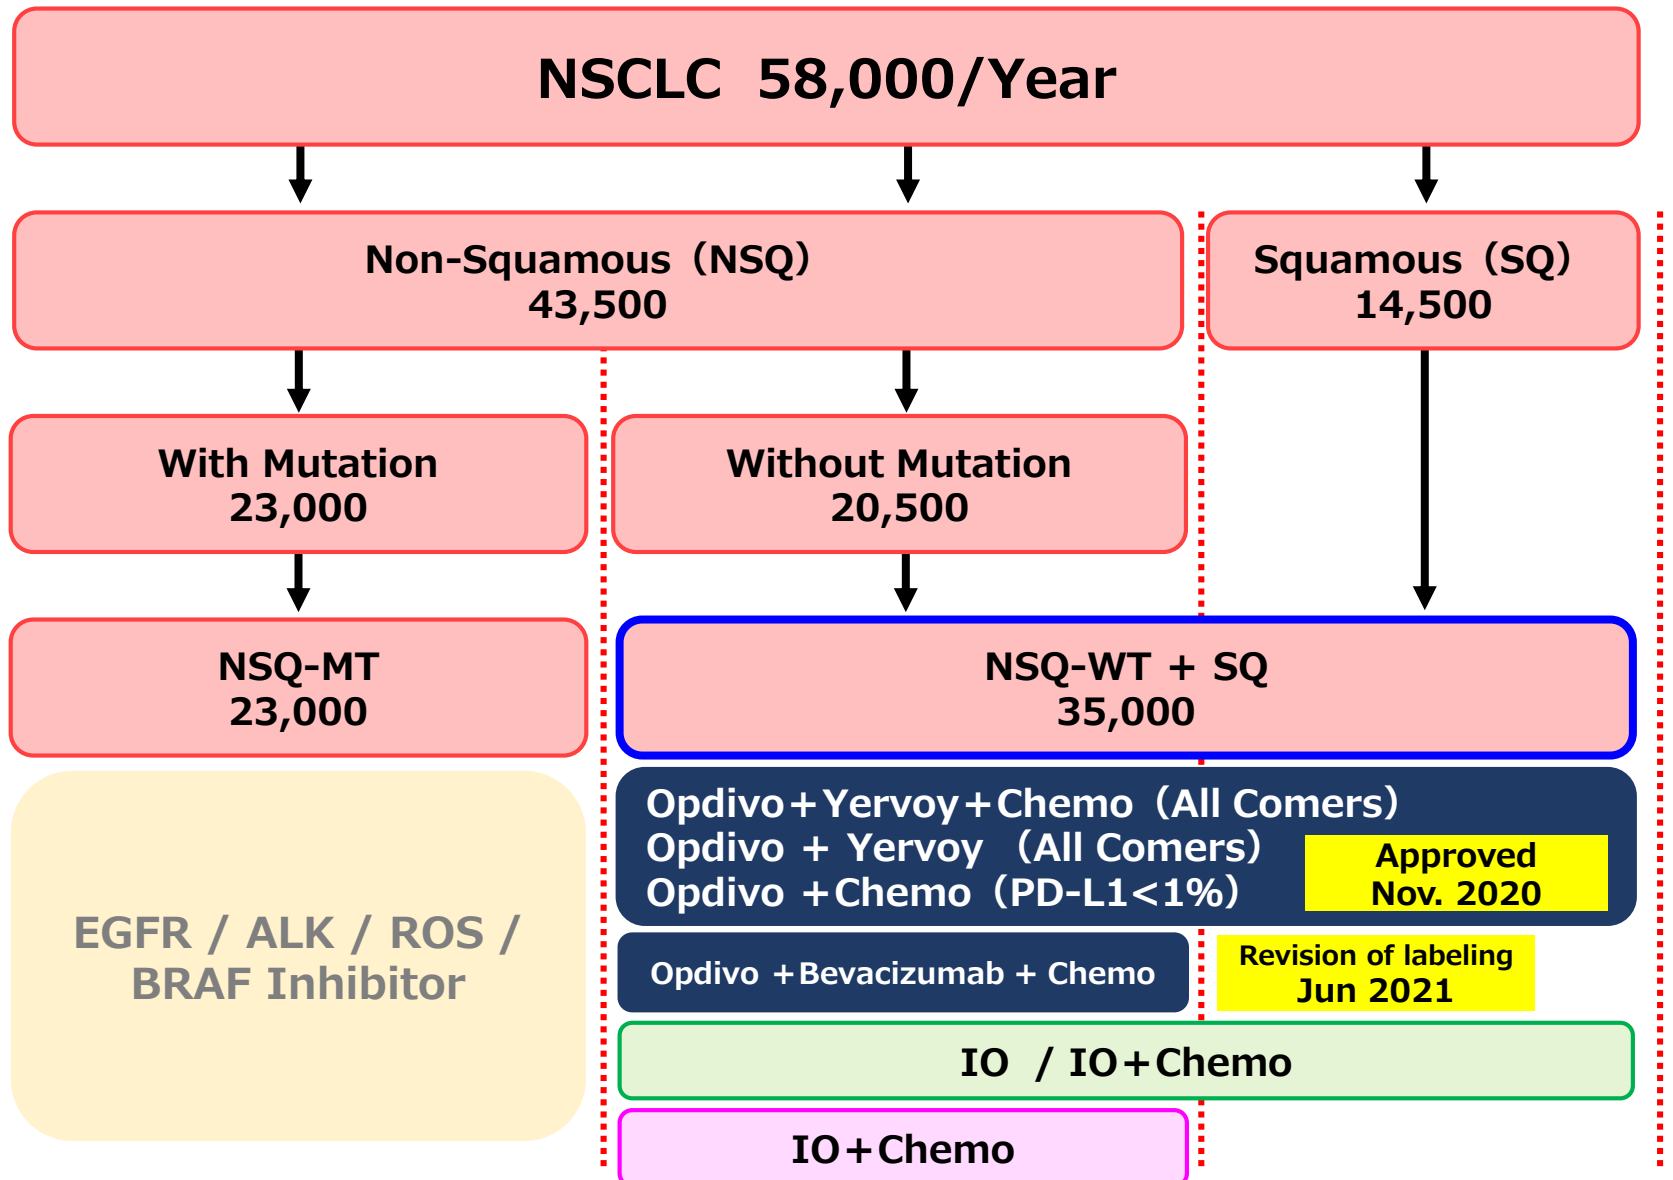 NSCLC 58,000/Year
Non-Squamous（NSQ）
43,500
Squamous（SQ）
14,500
With Mutation
23,000
Without Mutation
20,500
NSQ-MT
23,000
NSQ-WT + SQ
35,000
EGFR / ALK / ROS /
BRAF Inhibitor
Opdivo+Yervoy+Chemo（All Comers）
Opdivo + Yervoy （All Comers）
Opdivo +Chemo（PD-L1<1%）
Approved
Nov. 2020
Opdivo +Bevacizumab + Chemo
Revision of labeling
Jun 2021
IO / IO+Chemo
IO+Chemo